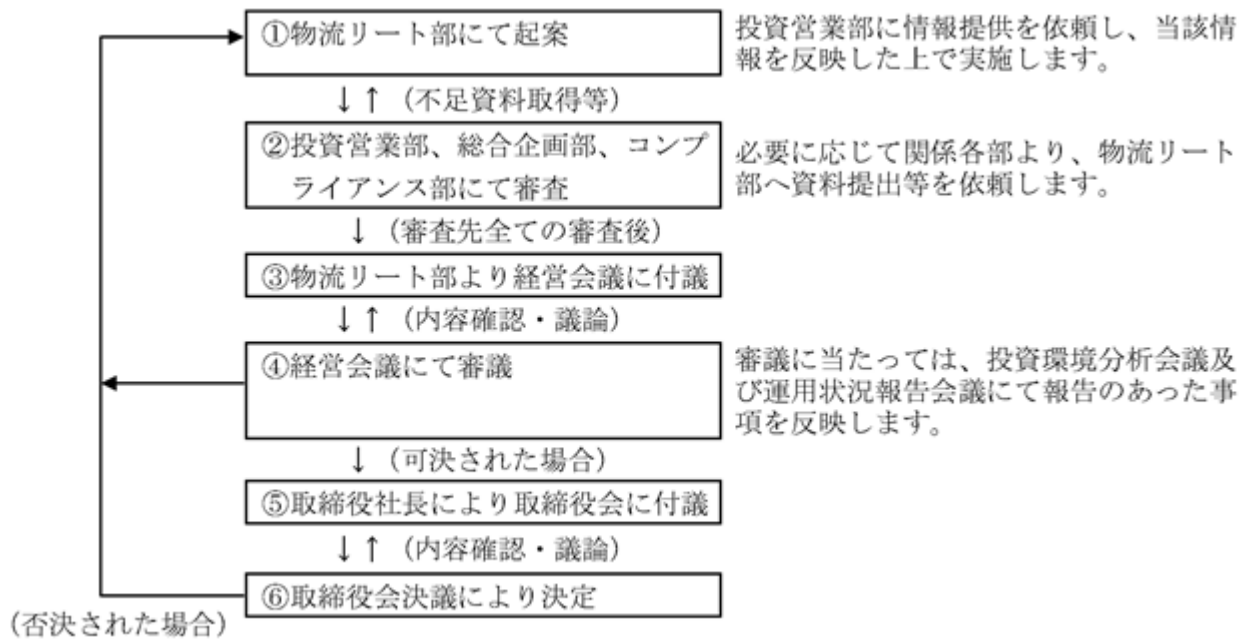 ①物流リート部にて起案
投資営業部に情報提供を依頼し、当該情
報を反映した上で実施します。
↓↑（不足資料取得等）
②投資営業部、総合企画部、コンプ
ライアンス部にて審査
必要に応じて関係各部より、物流リート
部へ資料提出等を依頼します。
↓（審査先全ての審査後）
③物流リート部より経営会議に付議
↓↑（内容確認・議論）
④経営会議にて審議
審議に当たっては、投資環境分析会議及
び運用状況報告会議にて報告のあった事
項を反映します。
↓（可決された場合）
⑤取締役社長により取締役会に付議
↓↑（内容確認・議論）
⑥取締役会決議により決定
（否決された場合）